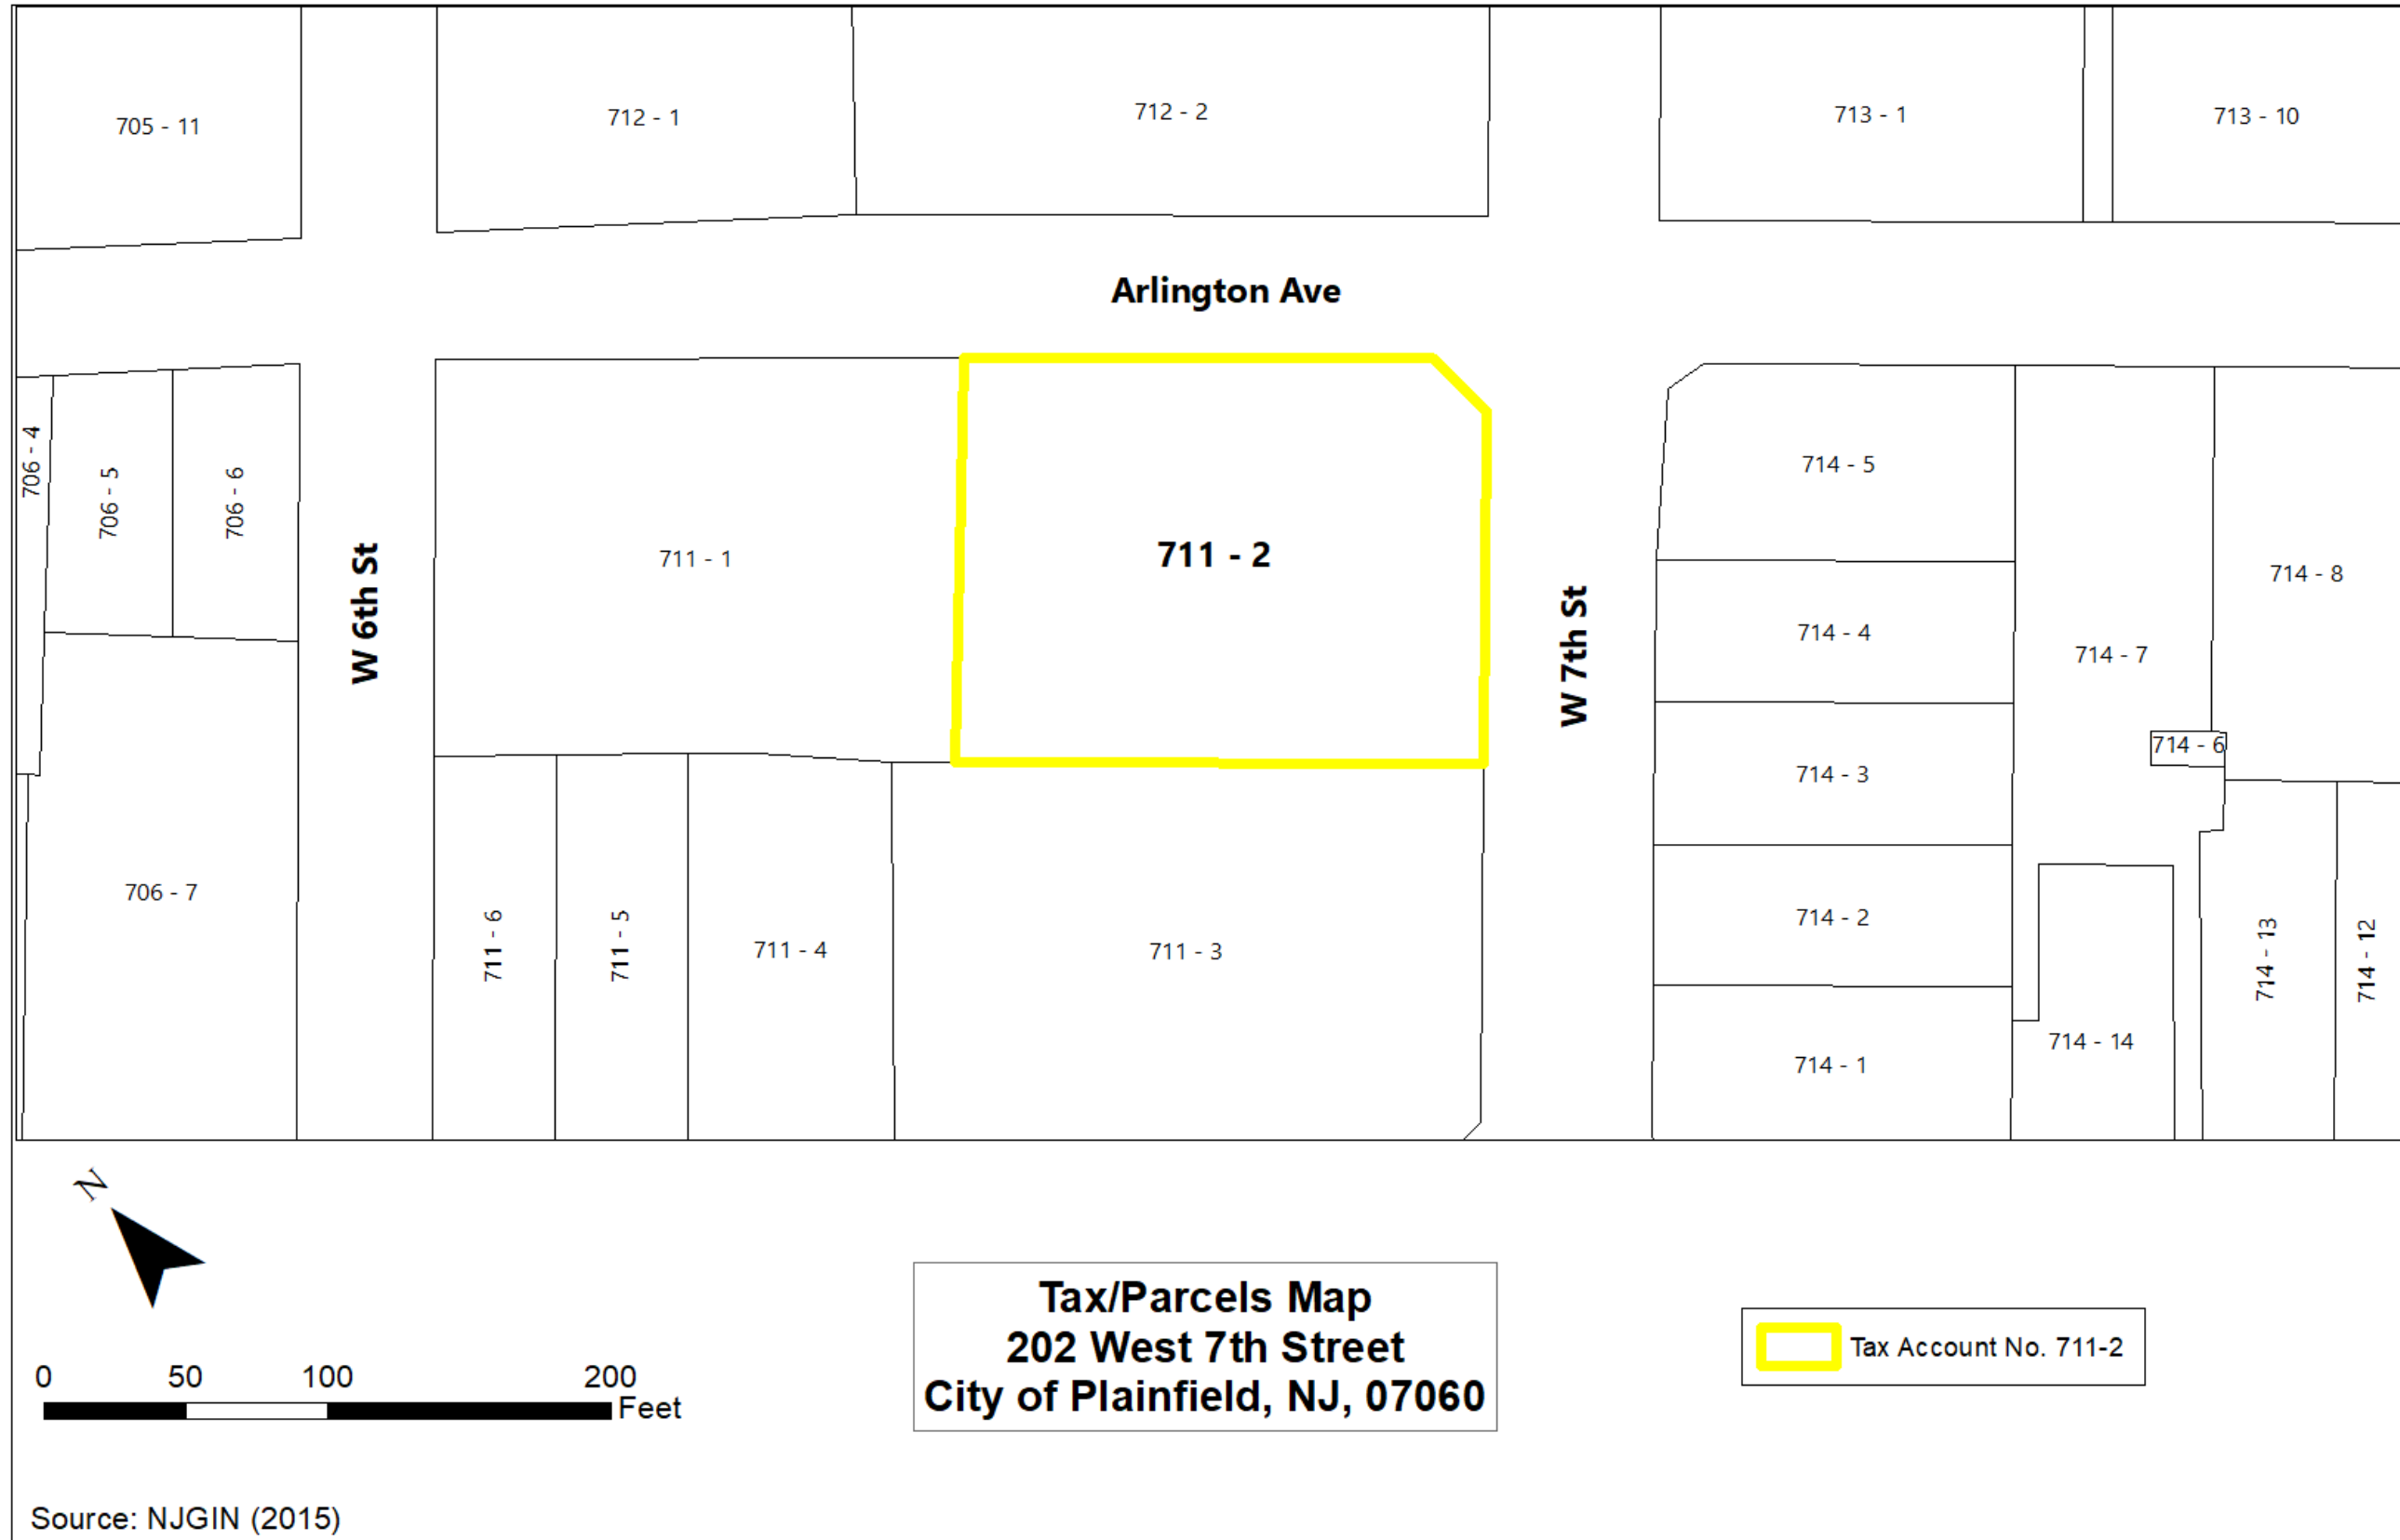 705 - 11
712 - 1
712 - 2
713 - 1
713 - 10
Arlington Ave
706 - 4
706 - 5
706 - 6
W 6th St
711 - 1
711 - 2
W 7th St
714 - 5
714 - 4
714 - 3
714 - 2
714 - 1
714 - 7
714 - 8
714 - 6
706 - 7
711 - 6
711 - 5
711 - 4
711 - 3
714 - 14
714 - 13
714 - 12
N
0 50 100 200
Feet
Tax/Parcels Map
202 West 7th Street
City of Plainfield, NJ, 07060
Tax Account No. 711-2
Source: NJGIN (2015)